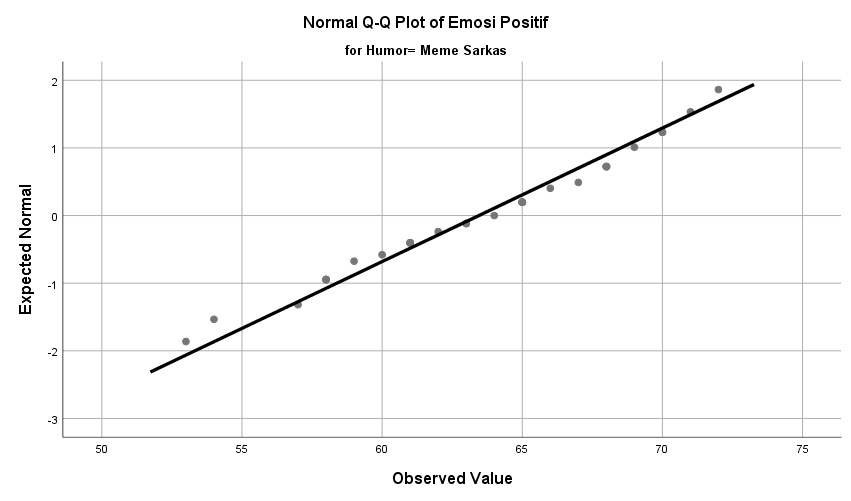 Normal Q-Q Plot of Emosi Positif
for Humor= Meme Sarkas
Expected Normal
2
1
0
-1
-2
-3
50 55 60 65 70 75
Observed Value